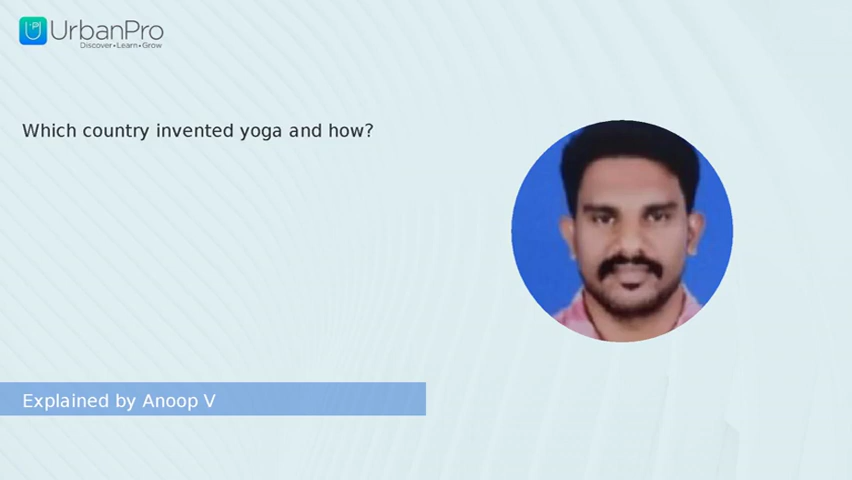 UrbanPro
Discover•Learn•Grow
Which country invented yoga and how?
Explained by Anoop V